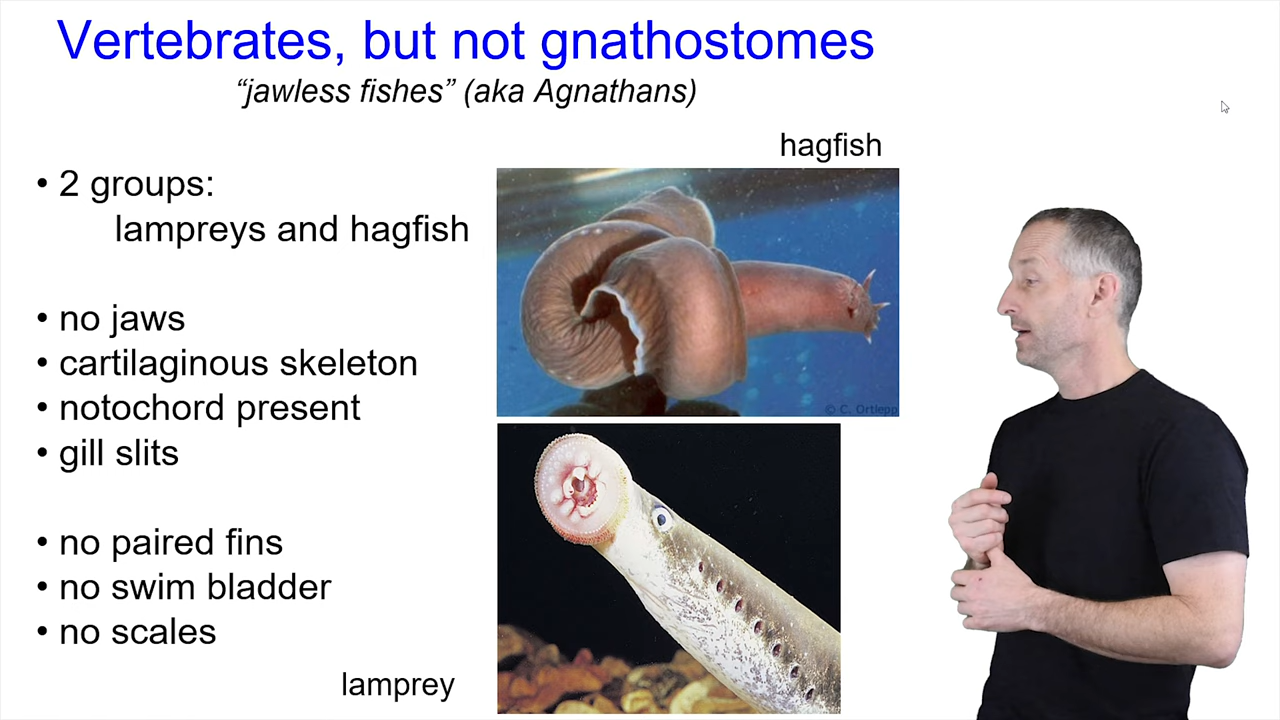 Vertebrates, but not gnathostomes
“jawless fishes” (aka Agnathans)
hagfish
• 2 groups:
lampreys and hagfish
• no jaws
• cartilaginous skeleton
• notochord present
• gill slits
• no paired fins
• no swim bladder
• no scales
lamprey
© C. Ortlepp